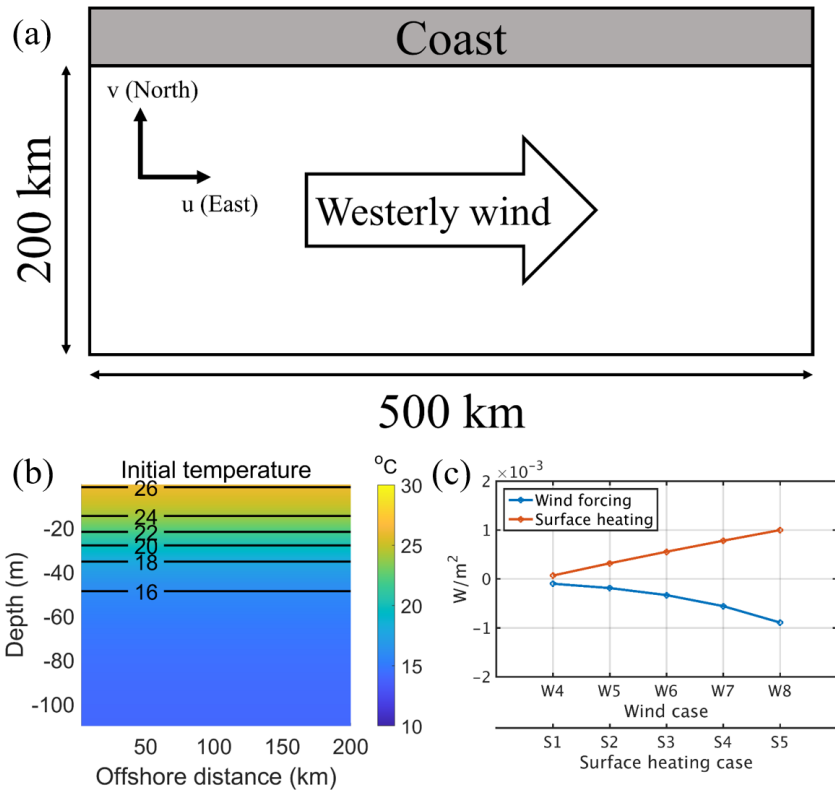 (a)
Coast
v (North)
u (East)
Westerly wind
200 km
500 km
(b)
Initial temperature
°C
26
24
22
20
18
16
-20
-40
-60
-80
-100
Depth (m)
50
100
150
200
Offshore distance (km)
30
25
20
15
10
(c)
×10⁻³
Wind forcing
Surface heating
2
1
0
-1
-2
W/m²
W4
W5
W6
W7
W8
Wind case
S1
S2
S3
S4
S5
Surface heating case